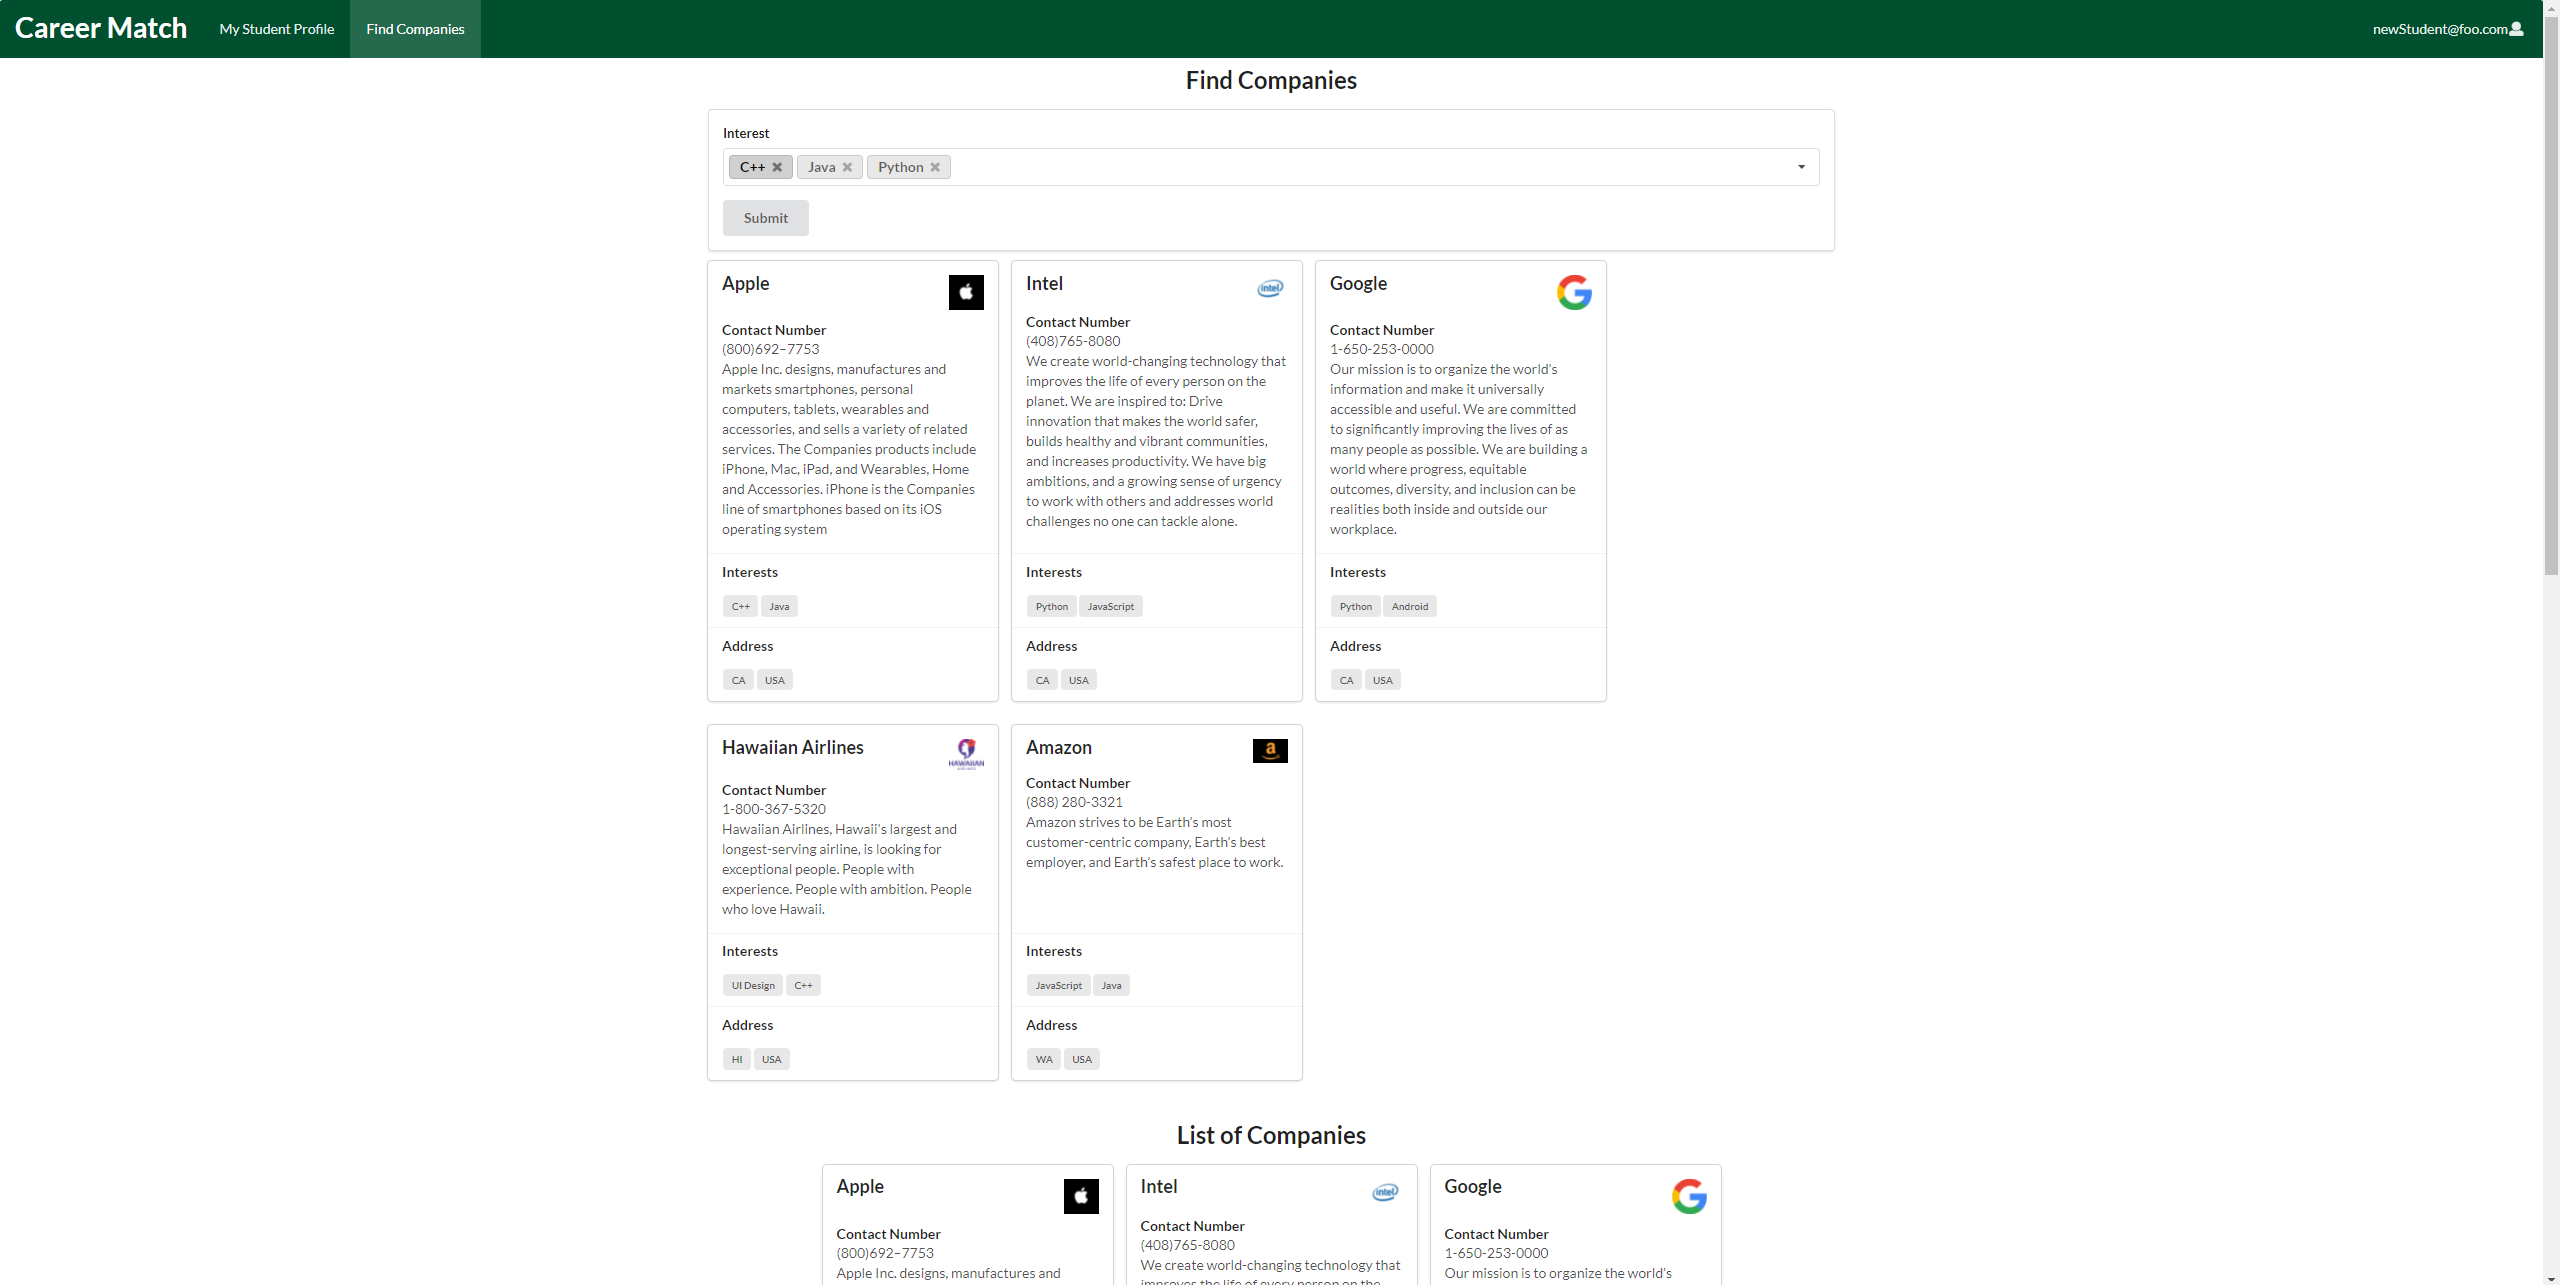 Career Match
My Student Profile
Find Companies
newStudent@foo.com
Find Companies
Interest
C++
Java
Python
Submit
Apple
Contact Number
(800)692–7753
Apple Inc. designs, manufactures and
markets smartphones, personal
computers, tablets, wearables and
accessories, and sells a variety of related
services. The Companies products include
iPhone, Mac, iPad, and Wearables, Home
and Accessories. iPhone is the Companies
line of smartphones based on its iOS
operating system
Interests
C++ Java
Address
CA USA
Intel
intel
Contact Number
(408)765-8080
We create world-changing technology that
improves the life of every person on the
planet. We are inspired to: Drive
innovation that makes the world safer,
builds healthy and vibrant communities,
and increases productivity. We have big
ambitions, and a growing sense of urgency
to work with others and addresses world
challenges no one can tackle alone.
Interests
Python JavaScript
Address
CA USA
Google
Contact Number
1-650-253-0000
Our mission is to organize the world's
information and make it universally
accessible and useful. We are committed
to significantly improving the lives of as
many people as possible. We are building a
world where progress, equitable
outcomes, diversity, and inclusion can be
realities both inside and outside our
workplace.
Interests
Python Android
Address
CA USA
Hawaiian Airlines
HAWAIIAN
Contact Number
1-800-367-5320
Hawaiian Airlines, Hawaii's largest and
longest-serving airline, is looking for
exceptional people. People with
experience. People with ambition. People
who love Hawaii.
Interests
UI Design C++
Address
HI USA
Amazon
a
Contact Number
(888) 280-3321
Amazon strives to be Earth's most
customer-centric company, Earth's best
employer, and Earth's safest place to work.
Interests
JavaScript Java
Address
WA USA
List of Companies
Apple
Contact Number
(800)692–7753
Apple Inc. designs, manufactures and
Intel
intel
Contact Number
(408)765-8080
We create world-changing technology that
improves the life of every person on the
Google
Contact Number
1-650-253-0000
Our mission is to organize the world's